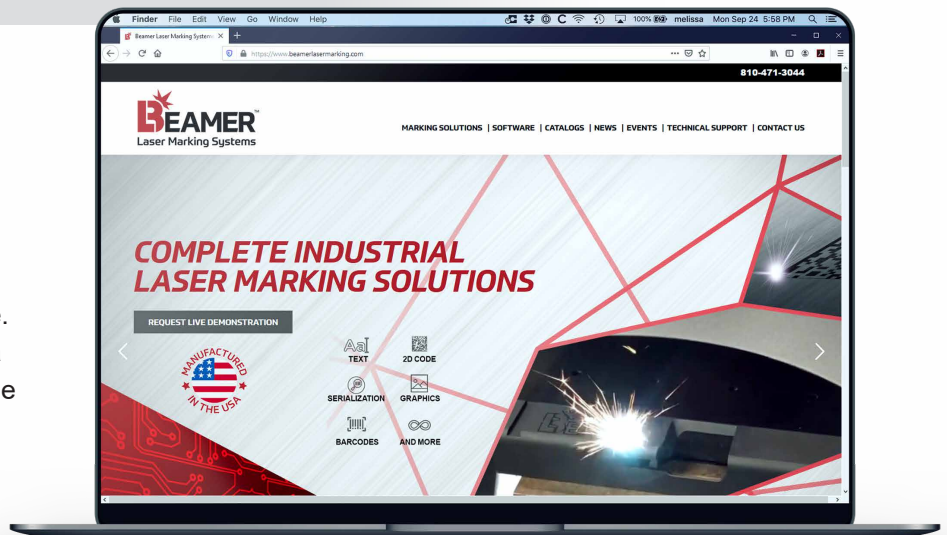 Finder File Edit View Go Window Help
100% melissa Mon Sep 24 5:58 PM
Beamer Laser Marking System
https://www.beamerlasermarking.com
810-471-3044
BEAMER™
Laser Marking Systems
MARKING SOLUTIONS | SOFTWARE | CATALOGS | NEWS | EVENTS | TECHNICAL SUPPORT | CONTACT US
COMPLETE INDUSTRIAL
LASER MARKING SOLUTIONS
REQUEST LIVE DEMONSTRATION
MANUFACTURED
IN THE USA
AaI
TEXT
2D CODE
SERIALIZATION
GRAPHICS
BARCODES
AND MORE
e